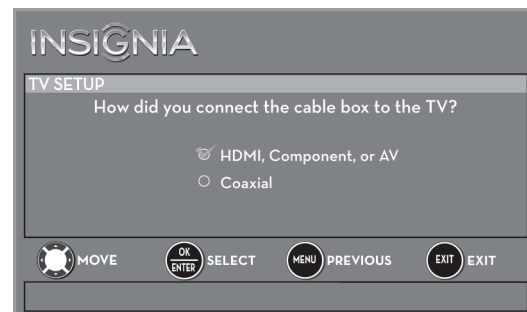 INSIGNIA
TV SETUP
How did you connect the cable box to the TV?
HDMI, Component, or AV
Coaxial
MOVE OK ENTER SELECT MENU PREVIOUS EXIT EXIT